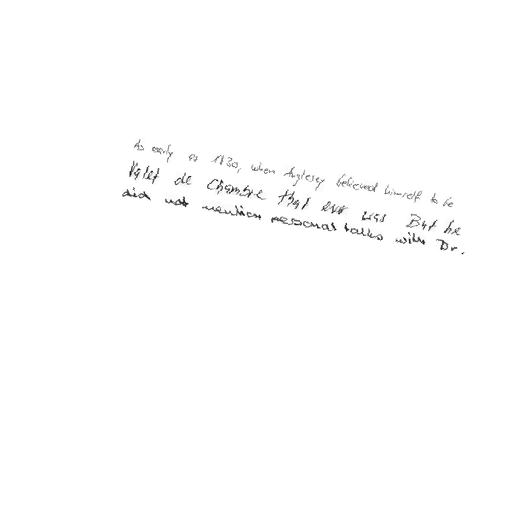 As early as 1830, when Anglesey believed himself to be
Valet de Chambre that ever was But he
did not mention personal talks with Dr.